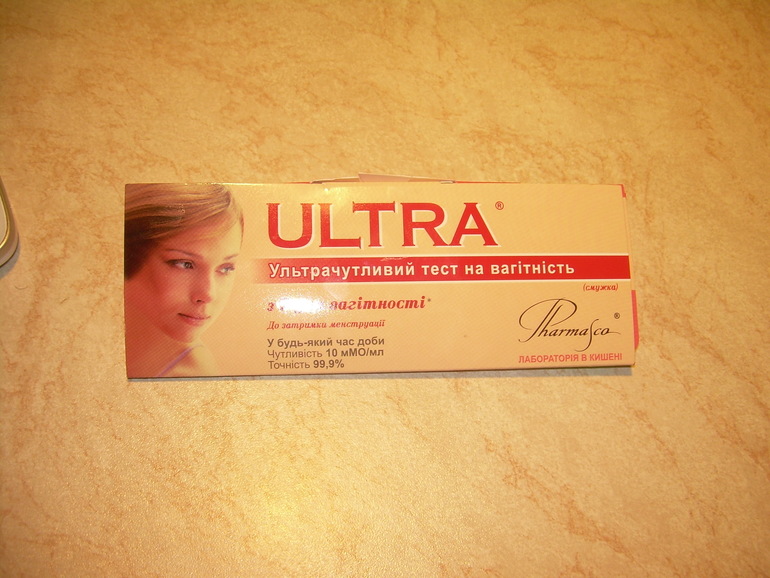 ULTRA®
Ультрачутливий тест на вагітність
(смужка)
з вагітності*
До затримки менструації
У будь-який час доби
Чутливість 10 мМО/мл
Точність 99,9%
Pharmasco®
ЛАБОРАТОРІЯ В КИШЕНІ